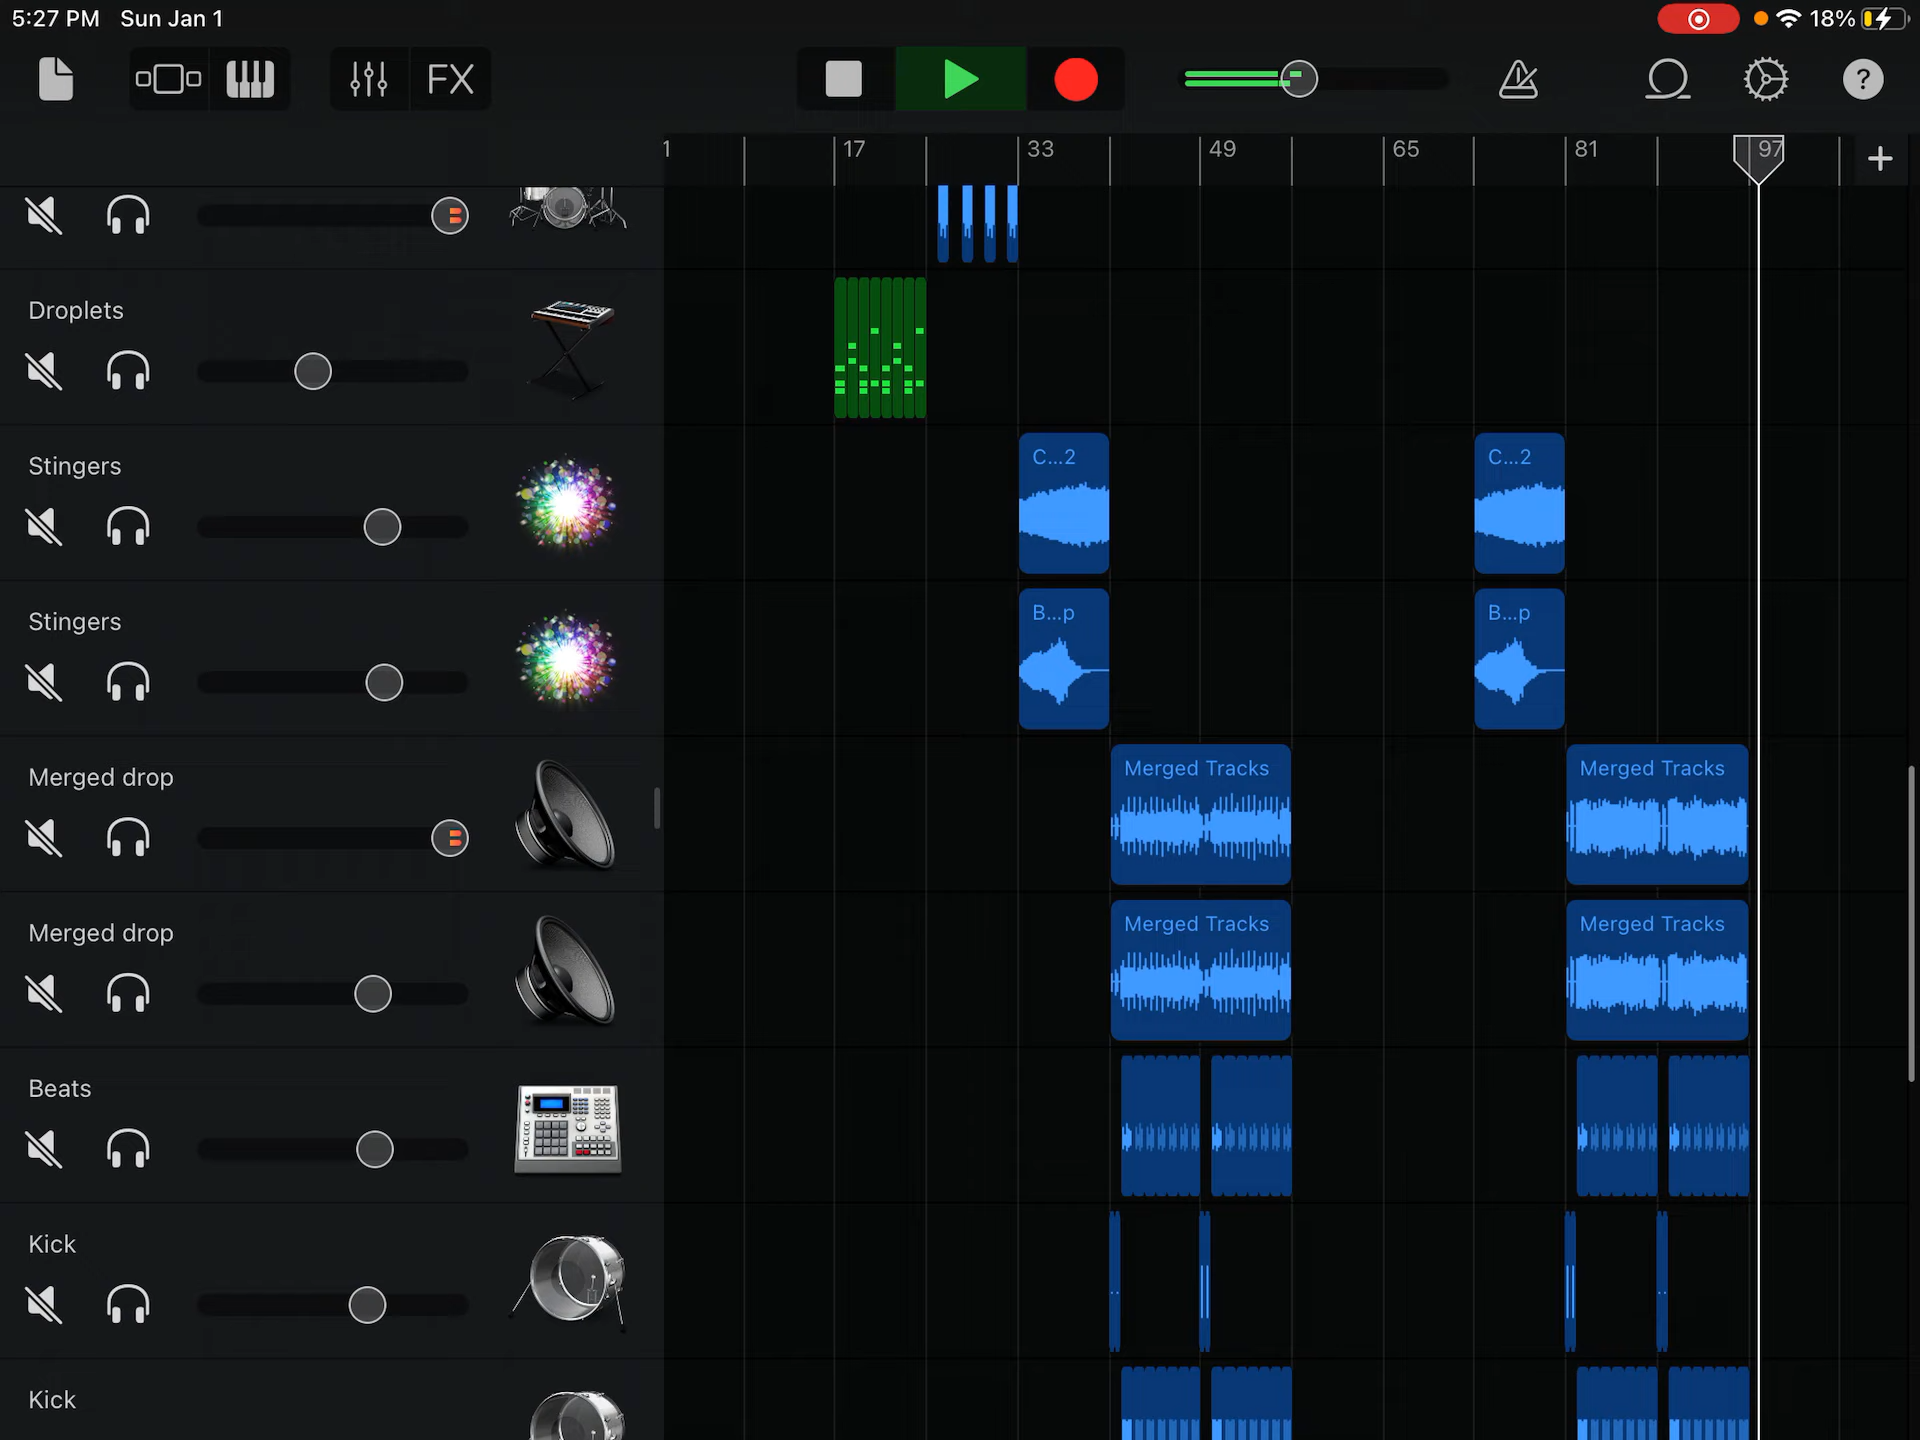 5:27 PM Sun Jan 1
18%
FX
?
1 17 33 49 65 81 97
+
Droplets
Stingers
C...2 C...2
Stingers
B...p B...p
Merged drop
Merged Tracks Merged Tracks
Merged drop
Merged Tracks Merged Tracks
Beats
Kick
Kick